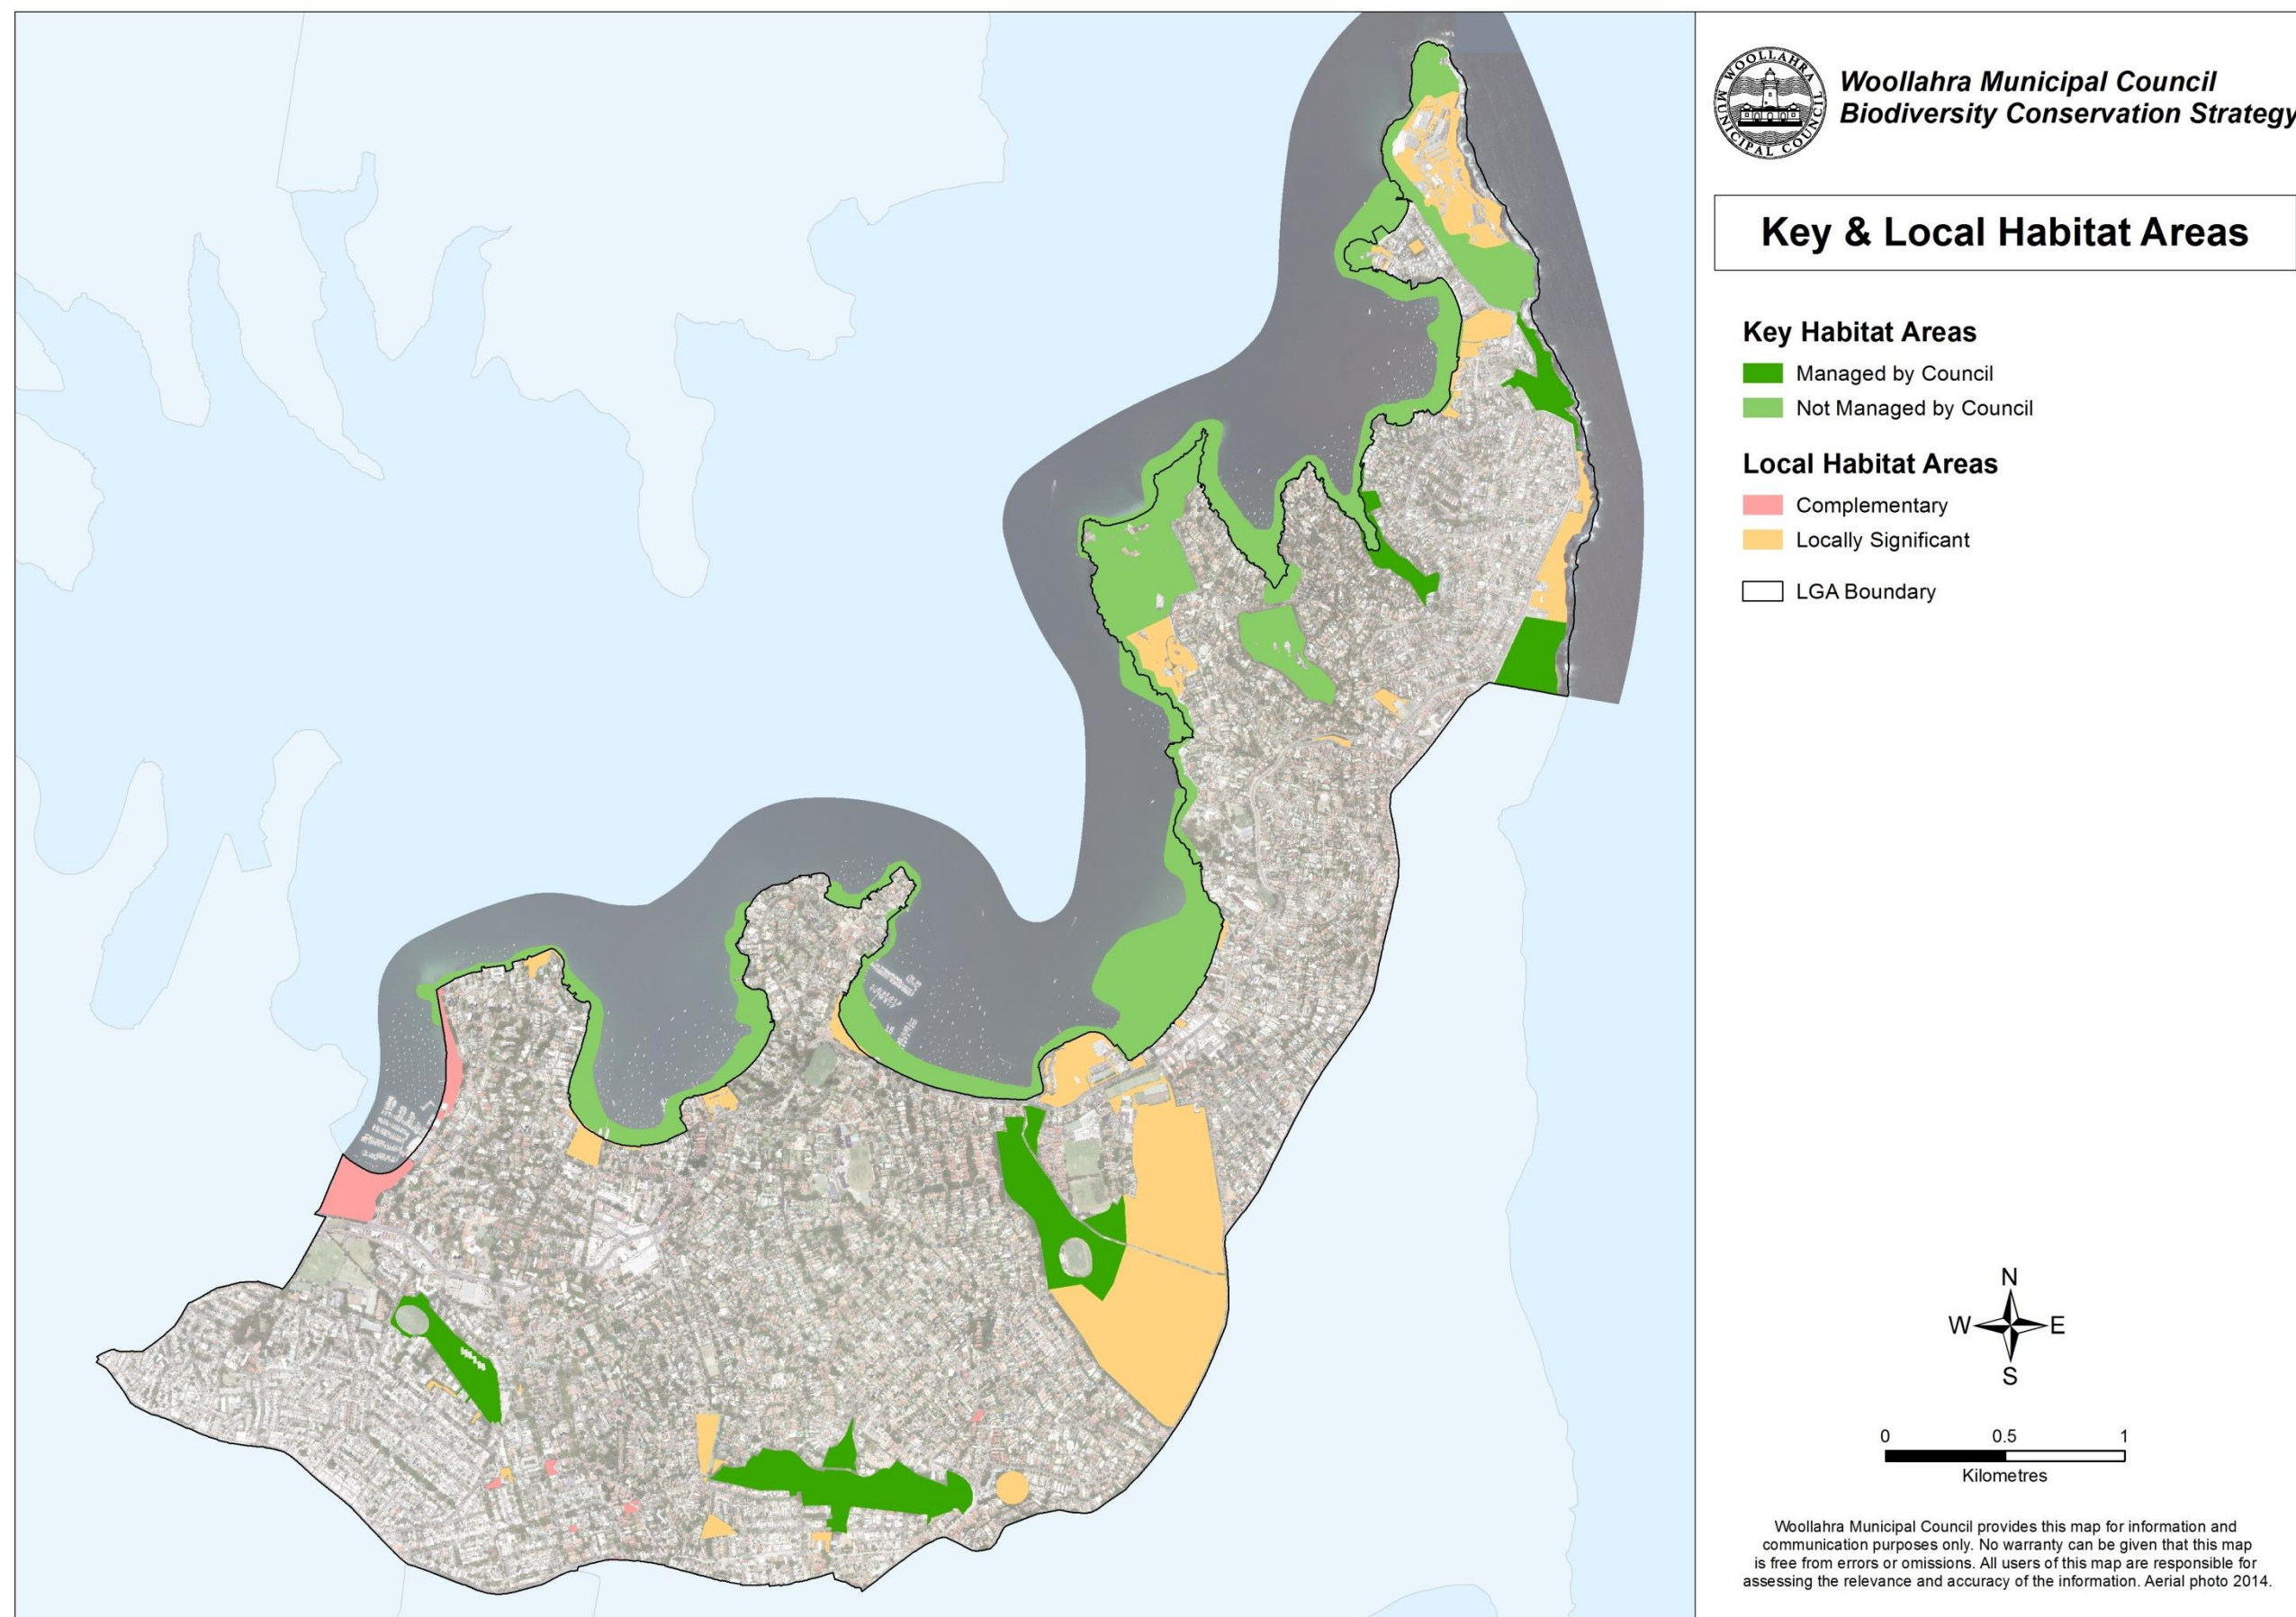 WOOLLAHRA
MUNICIPAL COUNCIL
Woollahra Municipal Council
Biodiversity Conservation Strategy
Key & Local Habitat Areas
Key Habitat Areas
Managed by Council
Not Managed by Council
Local Habitat Areas
Complementary
Locally Significant
LGA Boundary
N
W E
S
0 0.5 1
Kilometres
Woollahra Municipal Council provides this map for information and
communication purposes only. No warranty can be given that this map
is free from errors or omissions. All users of this map are responsible for
assessing the relevance and accuracy of the information. Aerial photo 2014.